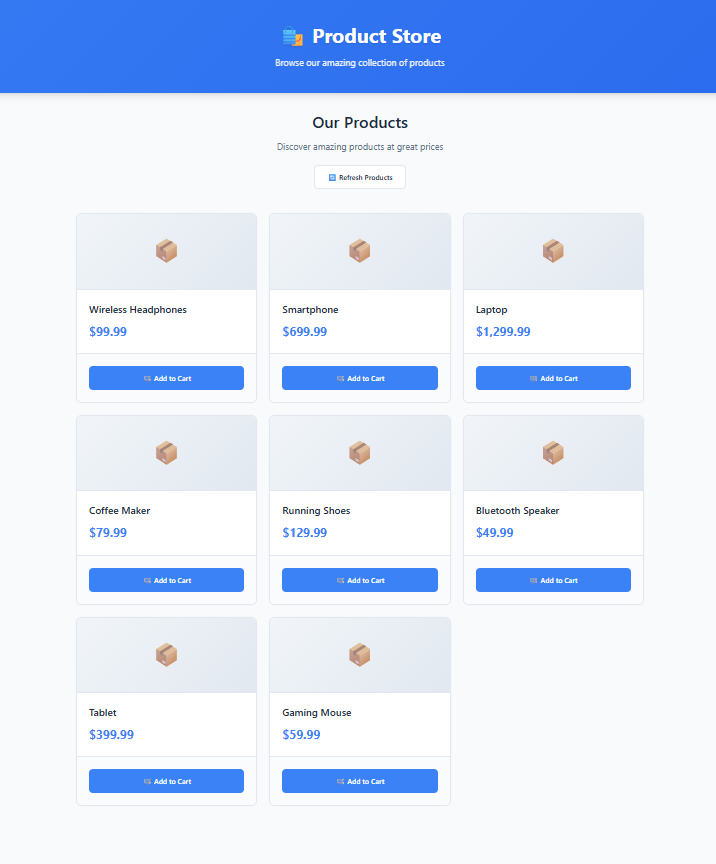 Product Store
Browse our amazing collection of products
Our Products
Discover amazing products at great prices
Refresh Products
Wireless Headphones
$99.99
Add to Cart
Smartphone
$699.99
Add to Cart
Laptop
$1,299.99
Add to Cart
Coffee Maker
$79.99
Add to Cart
Running Shoes
$129.99
Add to Cart
Bluetooth Speaker
$49.99
Add to Cart
Tablet
$399.99
Add to Cart
Gaming Mouse
$59.99
Add to Cart